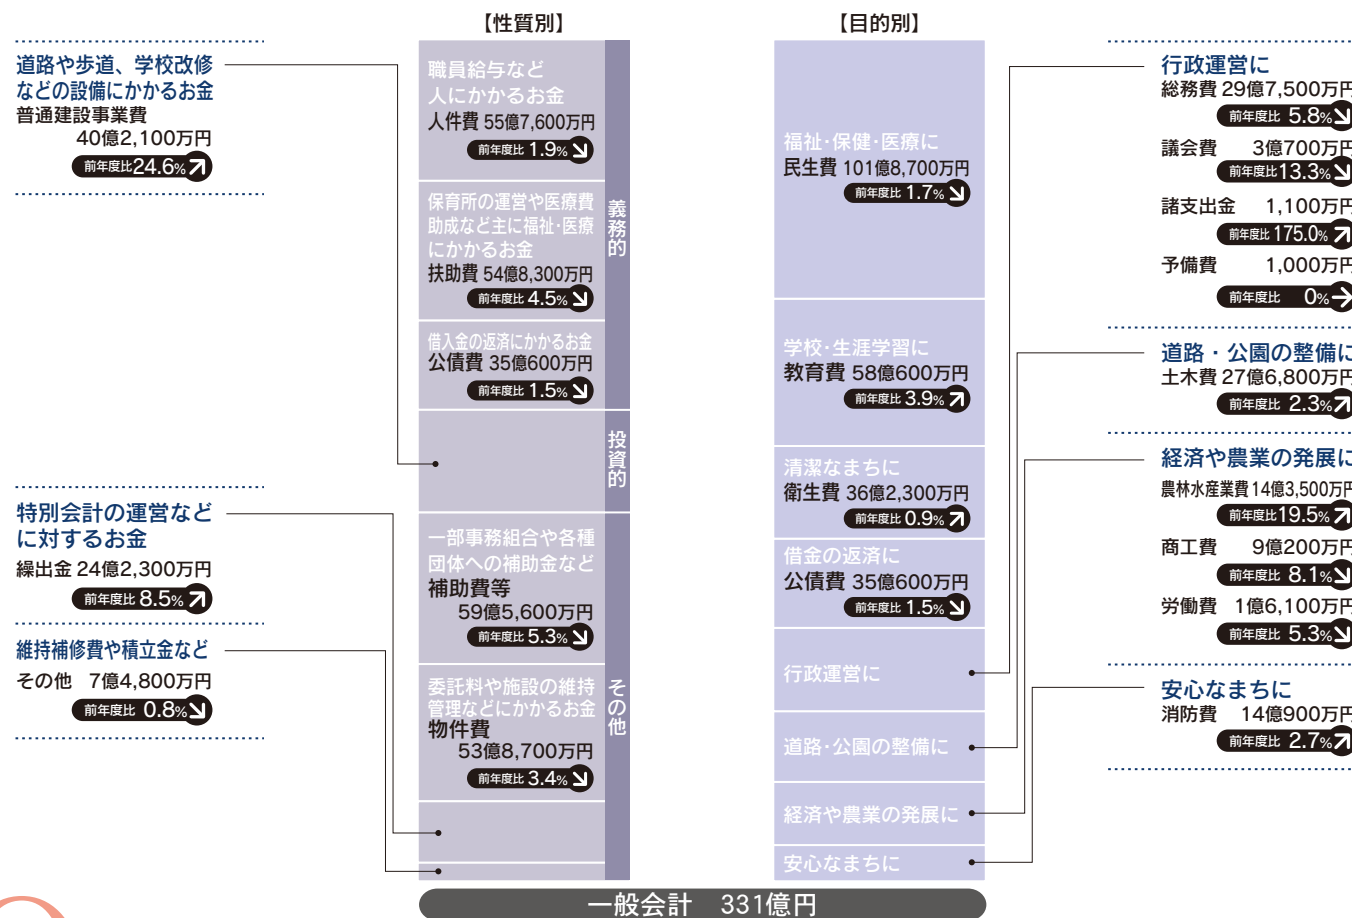 【性質別】
道路や歩道、学校改修
などの設備にかかるお金
普通建設事業費
40億2,100万円
前年度比24.6%
特別会計の運営など
に対するお金
繰出金 24億2,300万円
前年度比 8.5%
維持補修費や積立金など
その他 7億4,800万円
前年度比 0.8%
職員給与など
人にかかるお金
人件費 55億7,600万円
前年度比 1.9%
保育所の運営や医療費
助成など主に福祉・医療
にかかるお金
扶助費 54億8,300万円
前年度比 4.5%
借入金の返済にかかるお金
公債費 35億600万円
前年度比 1.5%
義務的
投資的
一部事務組合や各種
団体への補助金など
補助費等
59億5,600万円
前年度比 5.3%
委託料や施設の維持
管理などにかかるお金
物件費
53億8,700万円
前年度比 3.4%
その他
【目的別】
福祉・保健・医療に
民生費 101億8,700万円
前年度比 1.7%
学校・生涯学習に
教育費 58億600万円
前年度比 3.9%
清潔なまちに
衛生費 36億2,300万円
前年度比 0.9%
借金の返済に
公債費 35億600万円
前年度比 1.5%
行政運営に
道路・公園の整備に
経済や農業の発展に
安心なまちに
行政運営に
総務費 29億7,500万円
前年度比 5.8%
議会費 3億700万円
前年度比13.3%
諸支出金 1,100万円
前年度比 175.0%
予備費 1,000万円
前年度比 0%
道路・公園の整備に
土木費 27億6,800万円
前年度比 2.3%
経済や農業の発展に
農林水産業費 14億3,500万円
前年度比19.5%
商工費 9億200万円
前年度比 8.1%
労働費 1億6,100万円
前年度比 5.3%
安心なまちに
消防費 14億900万円
前年度比 2.7%
一般会計 331億円